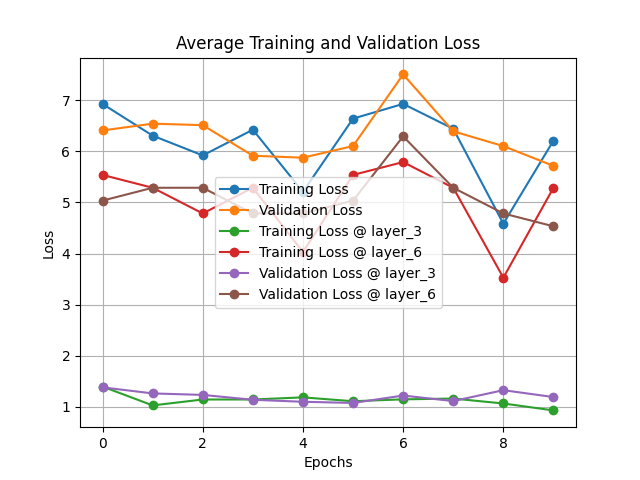 Average Training and Validation Loss
Loss
7
6
5
4
3
2
1
Training Loss
Validation Loss
Training Loss @ layer_3
Training Loss @ layer_6
Validation Loss @ layer_3
Validation Loss @ layer_6
0
2
4
6
8
Epochs